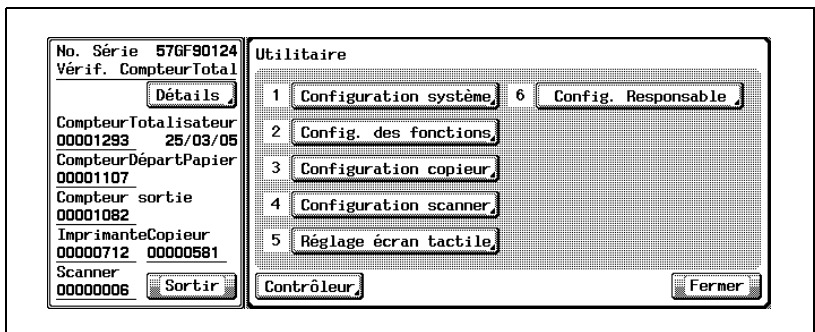 No. Série 57GF90124
Vérif. CompteurTotal
Détails
CompteurTotalisateur
00001293 25/03/05
CompteurDépartPapier
00001107
Compteur sortie
00001082
ImprimanteCopieur
00000712 00000581
Scanner
00000006 Sortir
Utilitaire
1 Configuration système 6 Config. Responsable
2 Config. des fonctions
3 Configuration copieur
4 Configuration scanner
5 Réglage écran tactile
Contrôleur Fermer